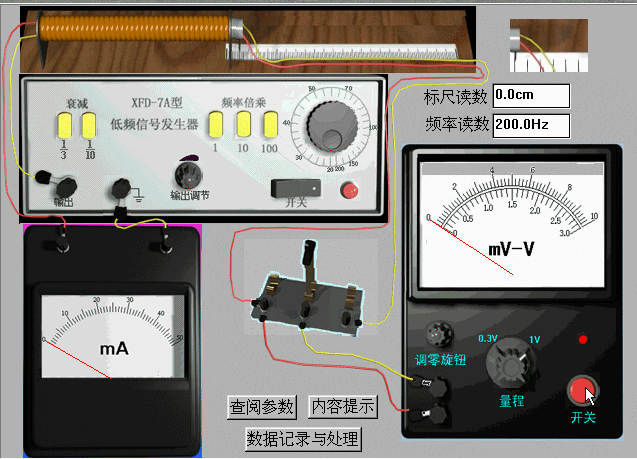 标尺读数 0.0cm
频率读数 200.0Hz
衰减
XFD-7A型
低频信号发生器
频率倍乘
1/3 1/10
1 10 100
20 30 40 50 70 100 150 200
输出
输出调节
开关
0 10 20 30 40 50
mA
0 2 4 6 8 10
0 0.5 1.0 1.5 2.0 2.5 3.0
mV-V
0.3V 1V
调零旋钮
量程
开关
查阅参数 内容提示
数据记录与处理